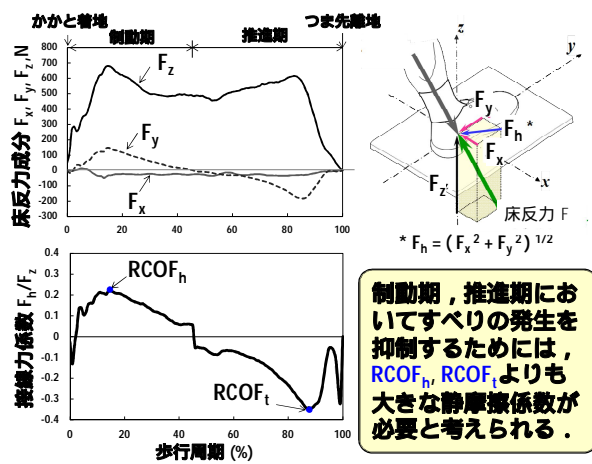 かかと着地
つま先離地
制動期
推進期
床反力成分 Fx, Fy, Fz, N
800
700
600
500
400
300
200
100
0
-100
-200
-300
Fz
Fy
Fx
0
20
40
60
80
100
z
y
x
Fy
Fh *
Fx
Fz
床反力 F
* Fh = ( Fx ² + Fy ² ) 1/2
接線力係数 Fh/Fz
0.4
0.3
0.2
0.1
0
-0.1
-0.2
-0.3
-0.4
RCOFh
RCOFt
0
20
40
60
80
100
歩行周期 (%)
制動期，推進期にお
いてすべりの発生を
抑制するためには，
RCOFh, RCOFtよりも
大きな静摩擦係数が
必要と考えられる．